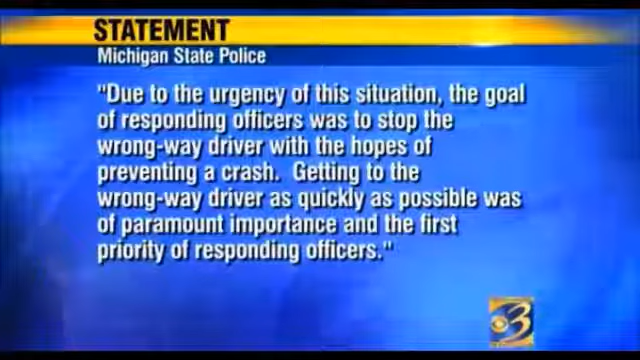 STATEMENT
Michigan State Police
"Due to the urgency of this situation, the goal
of responding officers was to stop the
wrong-way driver with the hopes of
preventing a crash.  Getting to the
wrong-way driver as quickly as possible was
of paramount importance and the first
priority of responding officers."
3